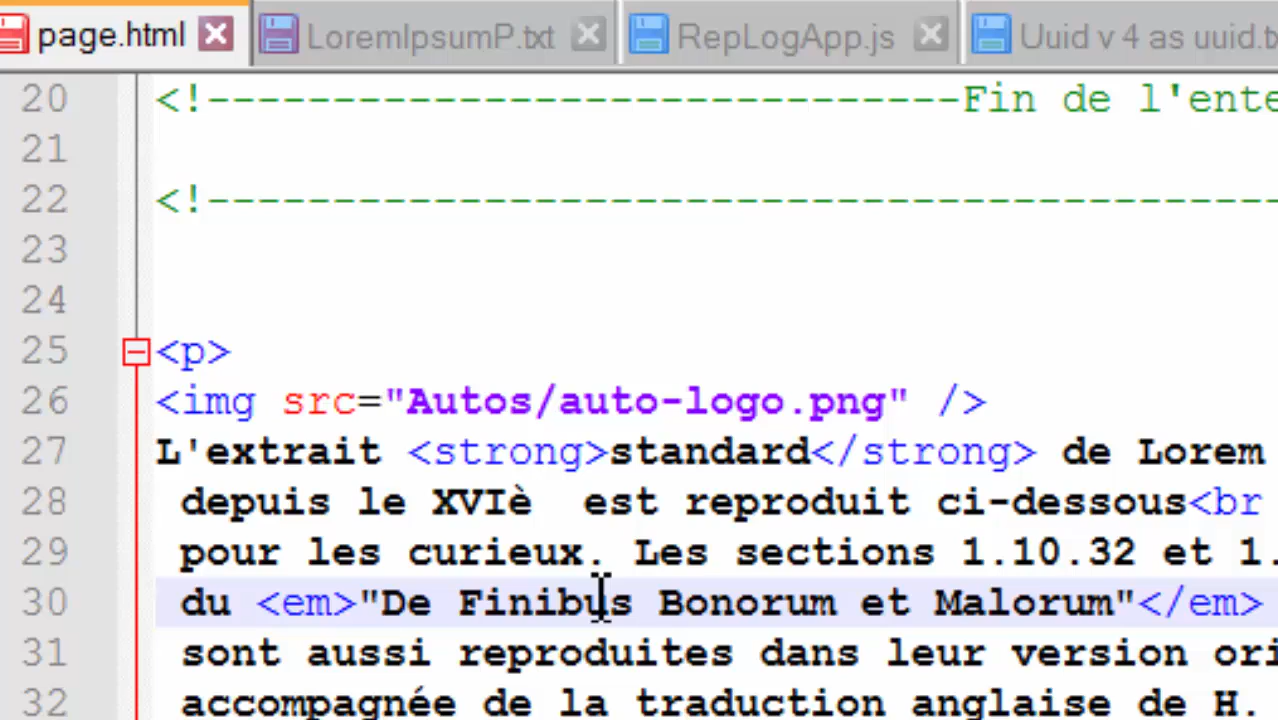 page.html LoremIpsumP.txt RepLogApp.js Uuid v 4 as uuid.t
20 <!------------------------------Fin de l'ente
21
22 <!-------------------------------------------
23
24
25 <p>
26 <img src="Autos/auto-logo.png" />
27 L'extrait <strong>standard</strong> de Lorem
28 depuis le XVIè  est reproduit ci-dessous<br
29 pour les curieux. Les sections 1.10.32 et 1.
30 du <em>"De Finibus Bonorum et Malorum"</em>
31 sont aussi reproduites dans leur version ori
32 accompagnée de la traduction anglaise de H.